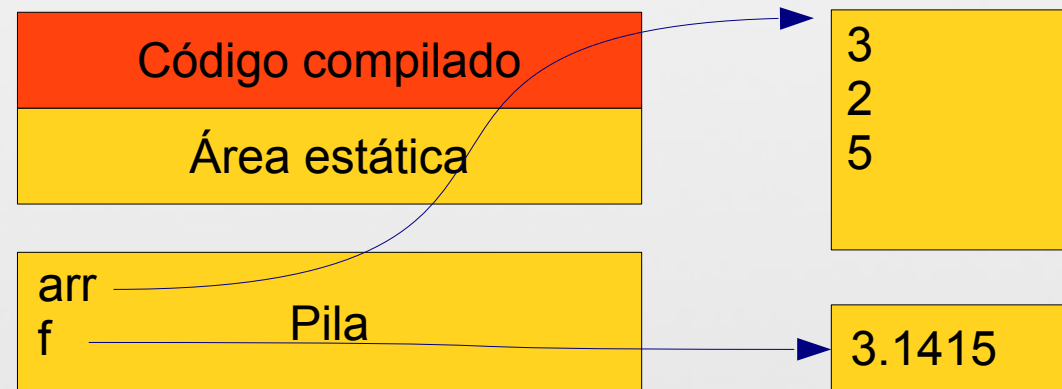 Código compilado
Área estática
arr
f
Pila
3
2
5
3.1415